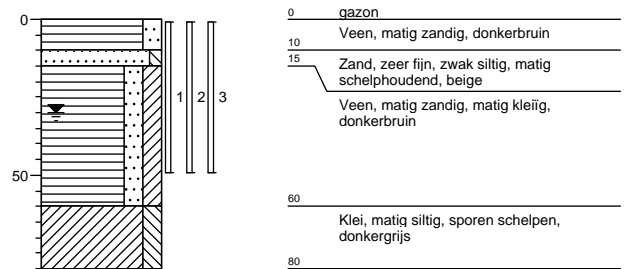 0
50
1 2 3
0 gazon
Veen, matig zandig, donkerbruin
10
15 Zand, zeer fijn, zwak siltig, matig
schelphoudend, beige
Veen, matig zandig, matig kleiïg,
donkerbruin
60
Klei, matig siltig, sporen schelpen,
donkergrijs
80